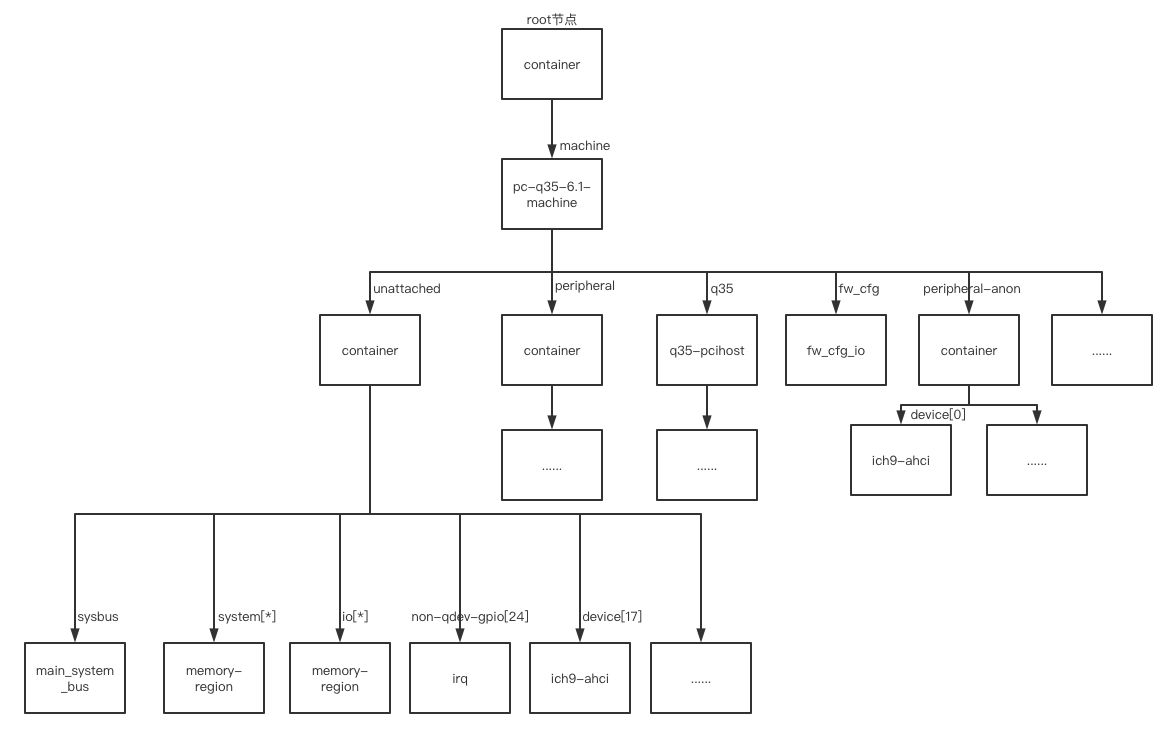 root节点
container
machine
pc-q35-6.1-
machine
unattached
peripheral
q35
fw_cfg
peripheral-anon
container
container
q35-pcihost
fw_cfg_io
container
......
device[0]
......
......
ich9-ahci
......
sysbus
system[*]
io[*]
non-qdev-gpio[24]
device[17]
main_system
_bus
memory-
region
memory-
region
irq
ich9-ahci
......